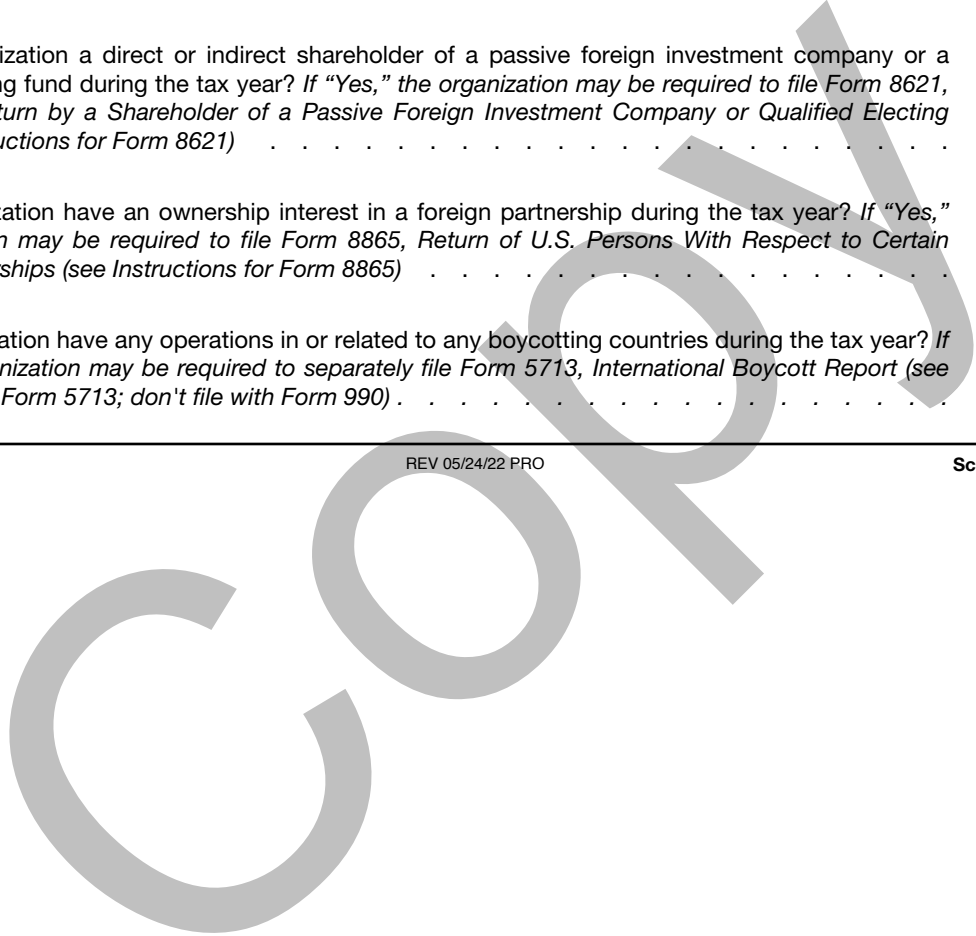 ization a direct or indirect shareholder of a passive foreign investment company or a
ng fund during the tax year? If “Yes,” the organization may be required to file Form 8621,
turn by a Shareholder of a Passive Foreign Investment Company or Qualified Electing
uctions for Form 8621) . . . . . . . . . . . . . . . . . . . . . .
zation have an ownership interest in a foreign partnership during the tax year? If “Yes,”
n may be required to file Form 8865, Return of U.S. Persons With Respect to Certain
rships (see Instructions for Form 8865) . . . . . . . . . . . . . . . . .
ation have any operations in or related to any boycotting countries during the tax year? If
nization may be required to separately file Form 5713, International Boycott Report (see
Form 5713; don't file with Form 990) . . . . . . . . . . . . . . . . . .
REV 05/24/22 PRO Sc
Copy